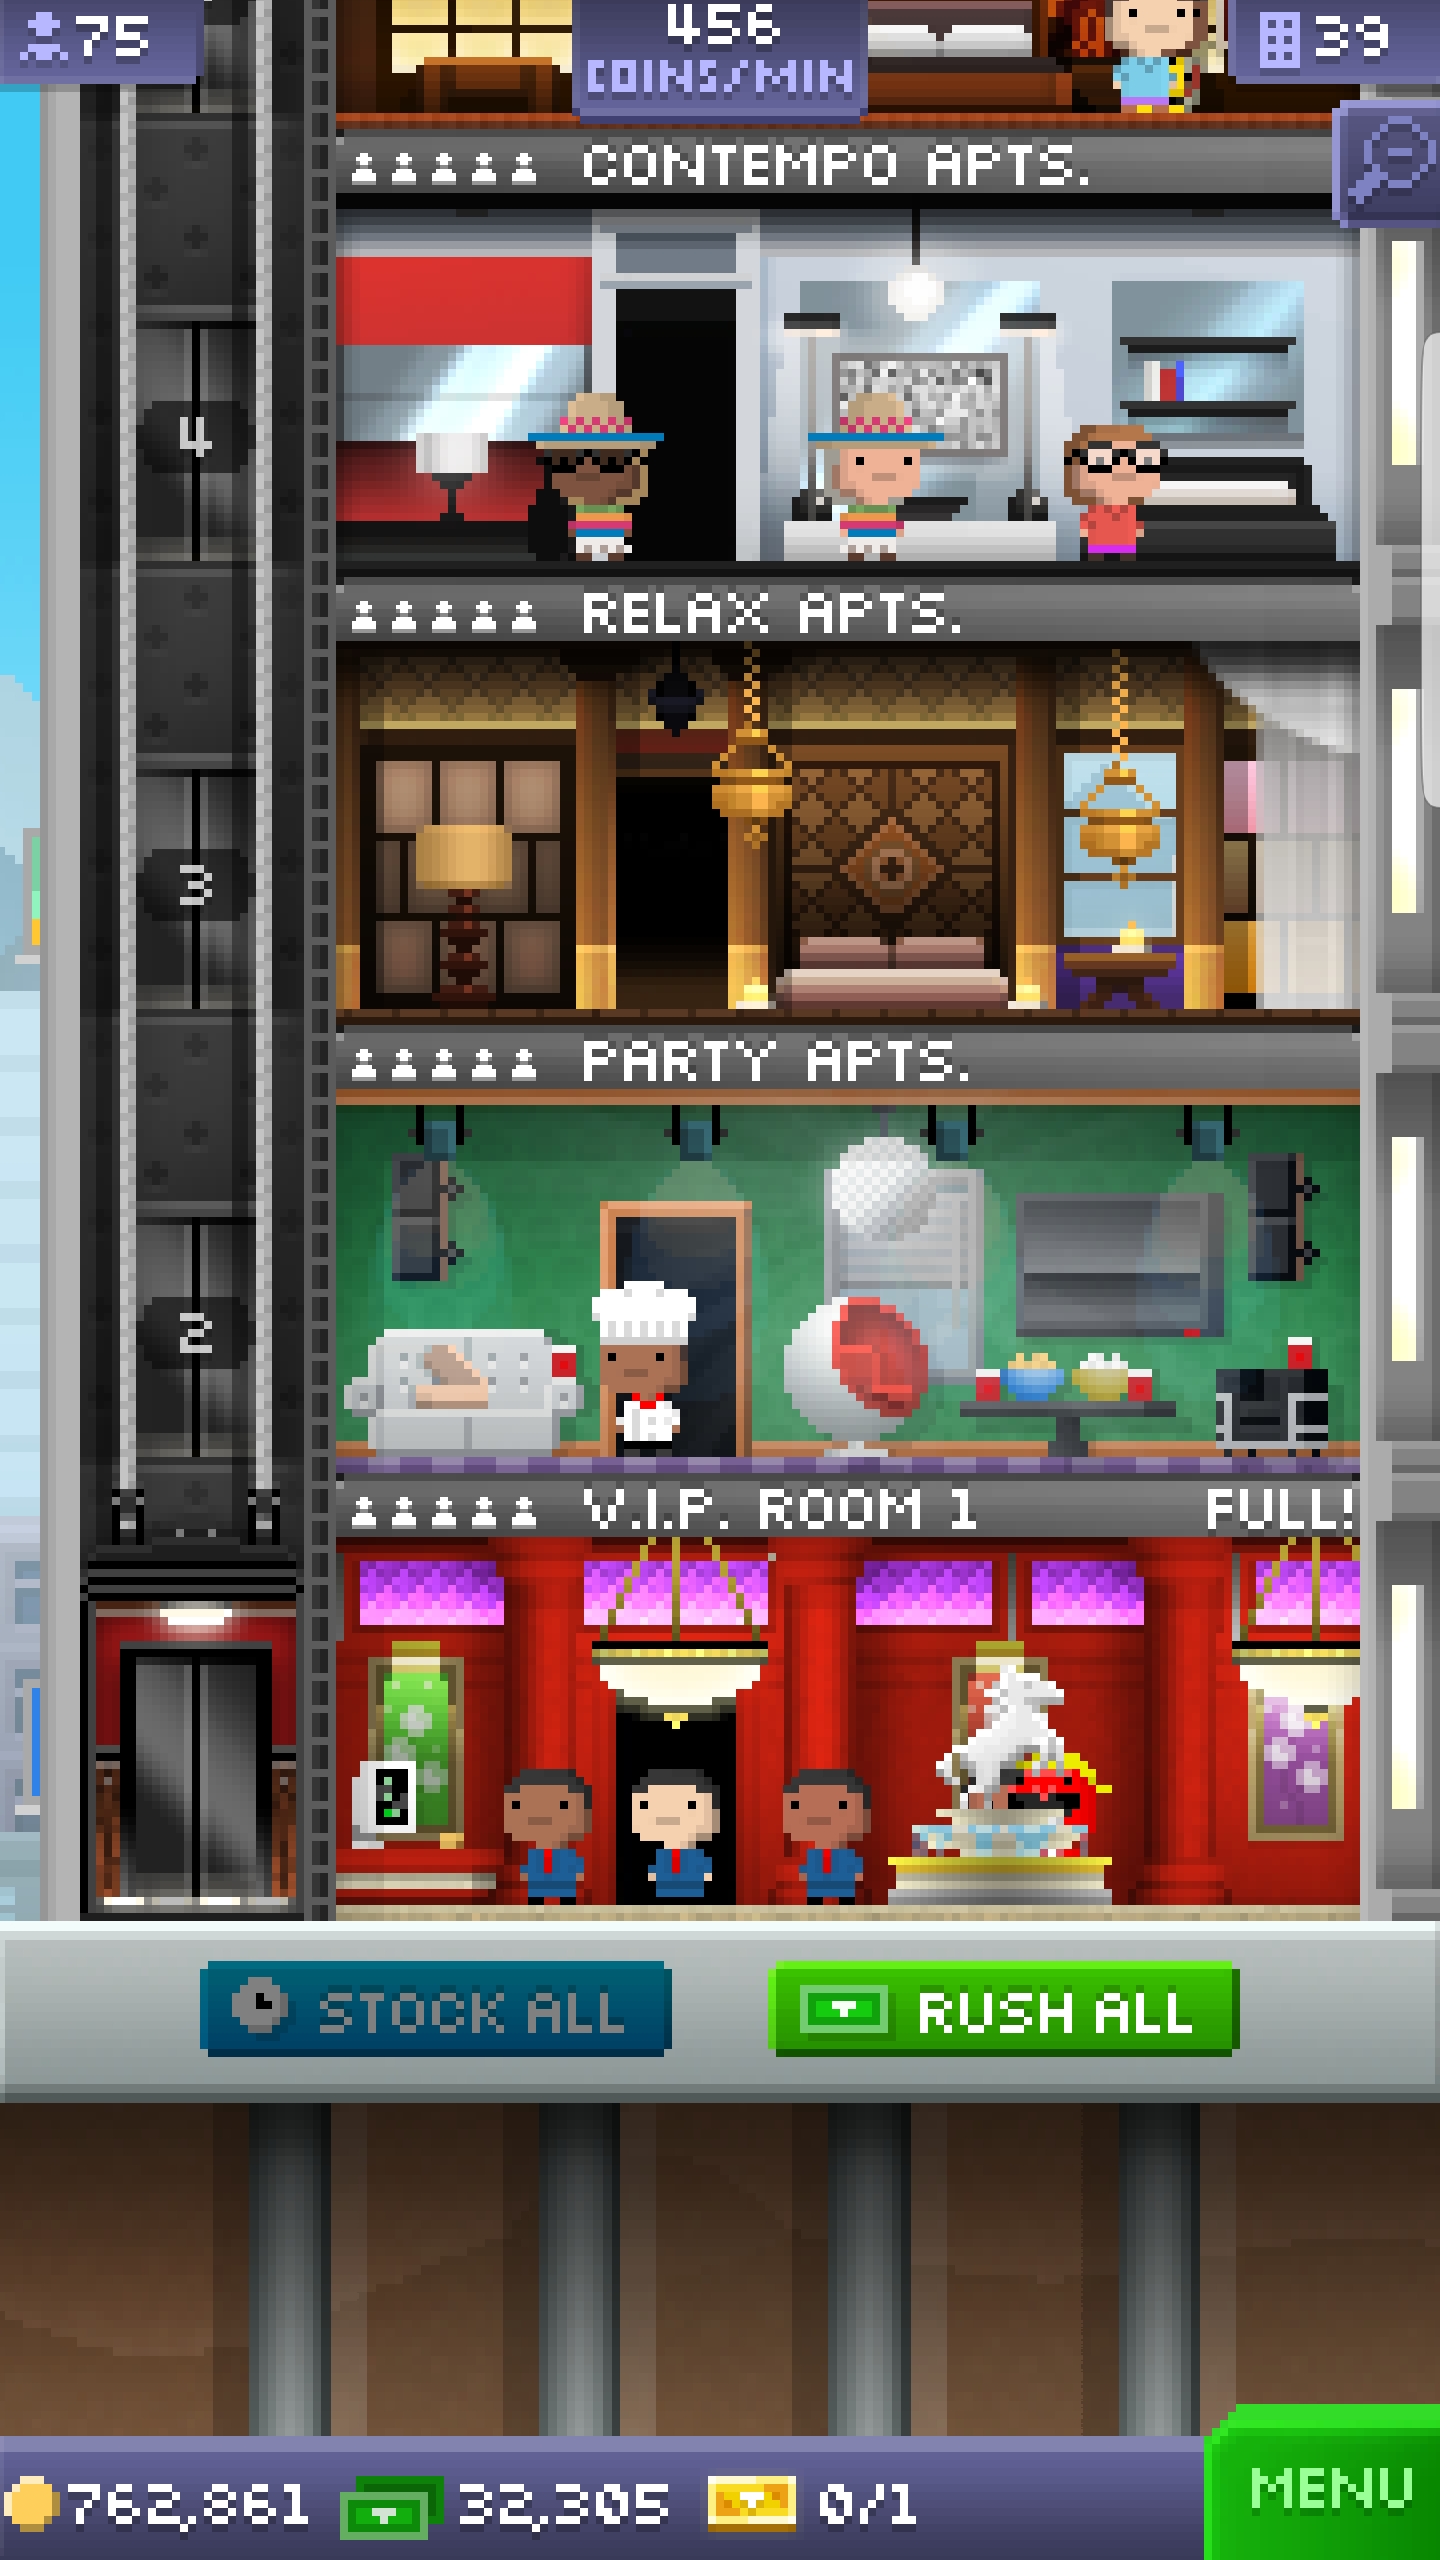 75
456
COINS/MIN
39
CONTEMPO APTS.
4
RELAX APTS.
3
PARTY APTS.
2
V.I.P. ROOM 1 FULL!
STOCK ALL
RUSH ALL
762,861
32,305
0/1
MENU